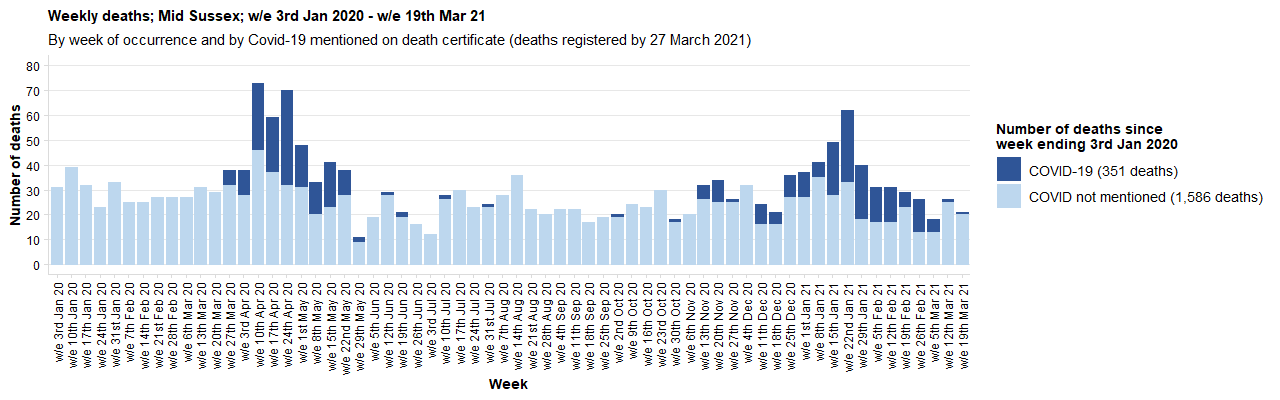 Weekly deaths; Mid Sussex; w/e 3rd Jan 2020 - w/e 19th Mar 21
By week of occurrence and by Covid-19 mentioned on death certificate (deaths registered by 27 March 2021)
Number of deaths
80
70
60
50
40
30
20
10
0
w/e 3rd Jan 20
w/e 10th Jan 20
w/e 17th Jan 20
w/e 24th Jan 20
w/e 31st Jan 20
w/e 7th Feb 20
w/e 14th Feb 20
w/e 21st Feb 20
w/e 28th Feb 20
w/e 6th Mar 20
w/e 13th Mar 20
w/e 20th Mar 20
w/e 27th Mar 20
w/e 3rd Apr 20
w/e 10th Apr 20
w/e 17th Apr 20
w/e 24th Apr 20
w/e 1st May 20
w/e 8th May 20
w/e 15th May 20
w/e 22nd May 20
w/e 29th May 20
w/e 5th Jun 20
w/e 12th Jun 20
w/e 19th Jun 20
w/e 26th Jun 20
w/e 3rd Jul 20
w/e 10th Jul 20
w/e 17th Jul 20
w/e 24th Jul 20
w/e 31st Jul 20
w/e 7th Aug 20
w/e 14th Aug 20
w/e 21st Aug 20
w/e 28th Aug 20
w/e 4th Sep 20
w/e 11th Sep 20
w/e 18th Sep 20
w/e 25th Sep 20
w/e 2nd Oct 20
w/e 9th Oct 20
w/e 16th Oct 20
w/e 23rd Oct 20
w/e 30th Oct 20
w/e 6th Nov 20
w/e 13th Nov 20
w/e 20th Nov 20
w/e 27th Nov 20
w/e 4th Dec 20
w/e 11th Dec 20
w/e 18th Dec 20
w/e 25th Dec 20
w/e 1st Jan 21
w/e 8th Jan 21
w/e 15th Jan 21
w/e 22nd Jan 21
w/e 29th Jan 21
w/e 5th Feb 21
w/e 12th Feb 21
w/e 19th Feb 21
w/e 26th Feb 21
w/e 5th Mar 21
w/e 12th Mar 21
w/e 19th Mar 21
Week
Number of deaths since
week ending 3rd Jan 2020
COVID-19 (351 deaths)
COVID not mentioned (1,586 deaths)